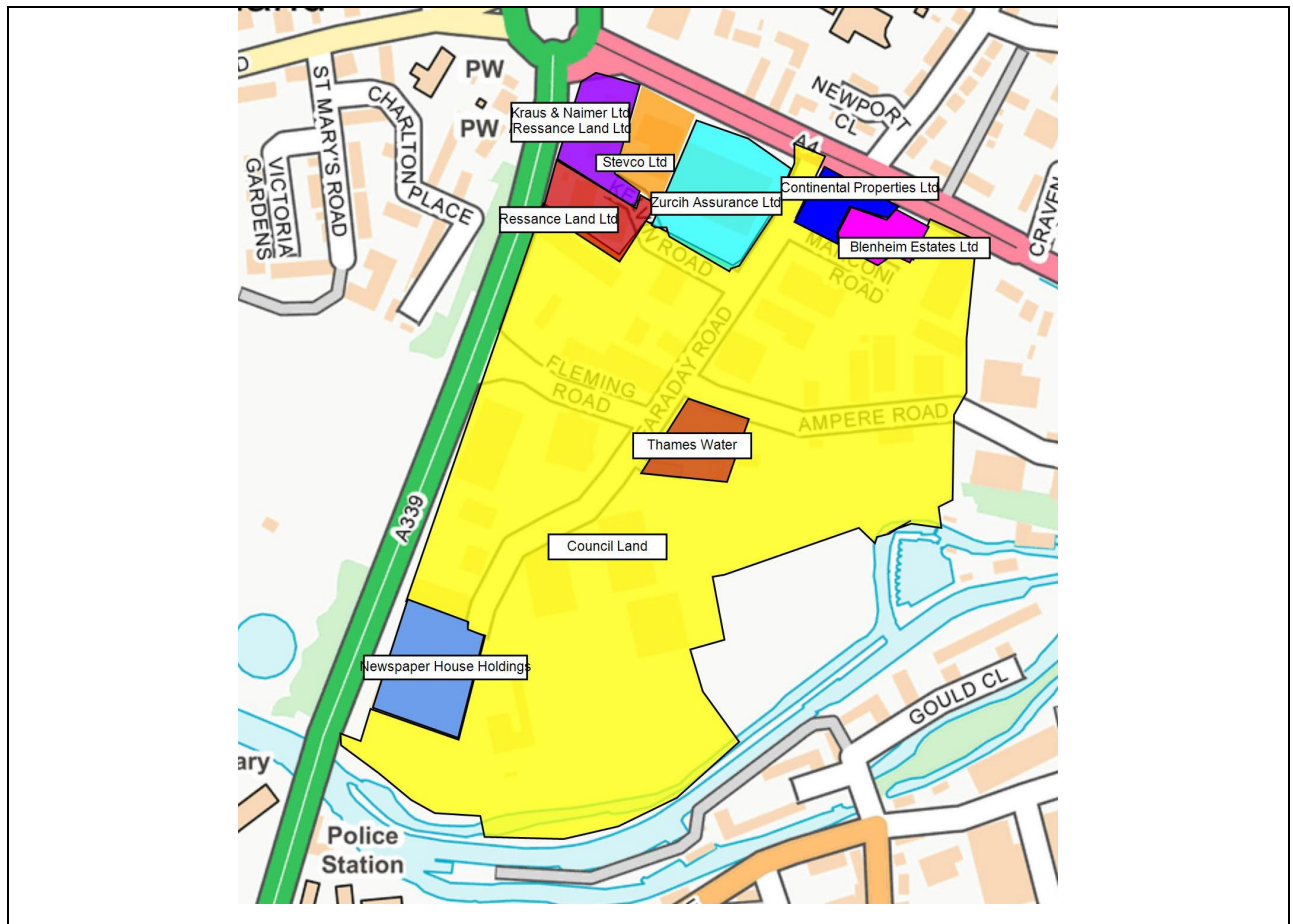 PW
PW
ST MARY'S ROAD
CHARLTON
PLACE
VICTORIA
GARDENS
NEWPORT
CL
A4
CRAVEN
Kraus & Naimer Ltd
/Ressance Land Ltd
Stevco Ltd
Continental Properties Ltd
Zurcih Assurance Ltd
Ressance Land Ltd
Blenheim Estates Ltd
ROAD
MARCONI
ROAD
FARADAY ROAD
FLEMING
ROAD
AMPERE ROAD
Thames Water
A339
Council Land
Newspaper House Holdings
GOULD CL
ary
Police
Station